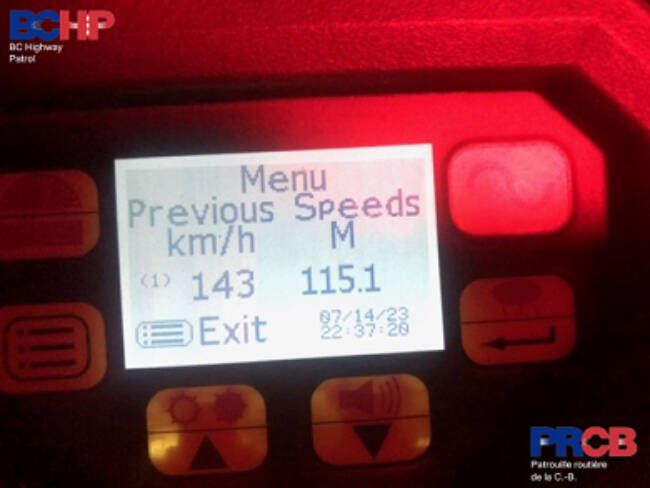 BCHP
BC Highway
Patrol
Menu
Previous Speeds
km/h M
(1) 143 115.1
Exit 07/14/23
22:37:20
PRCB
Patrouille routière
de la C.-B.